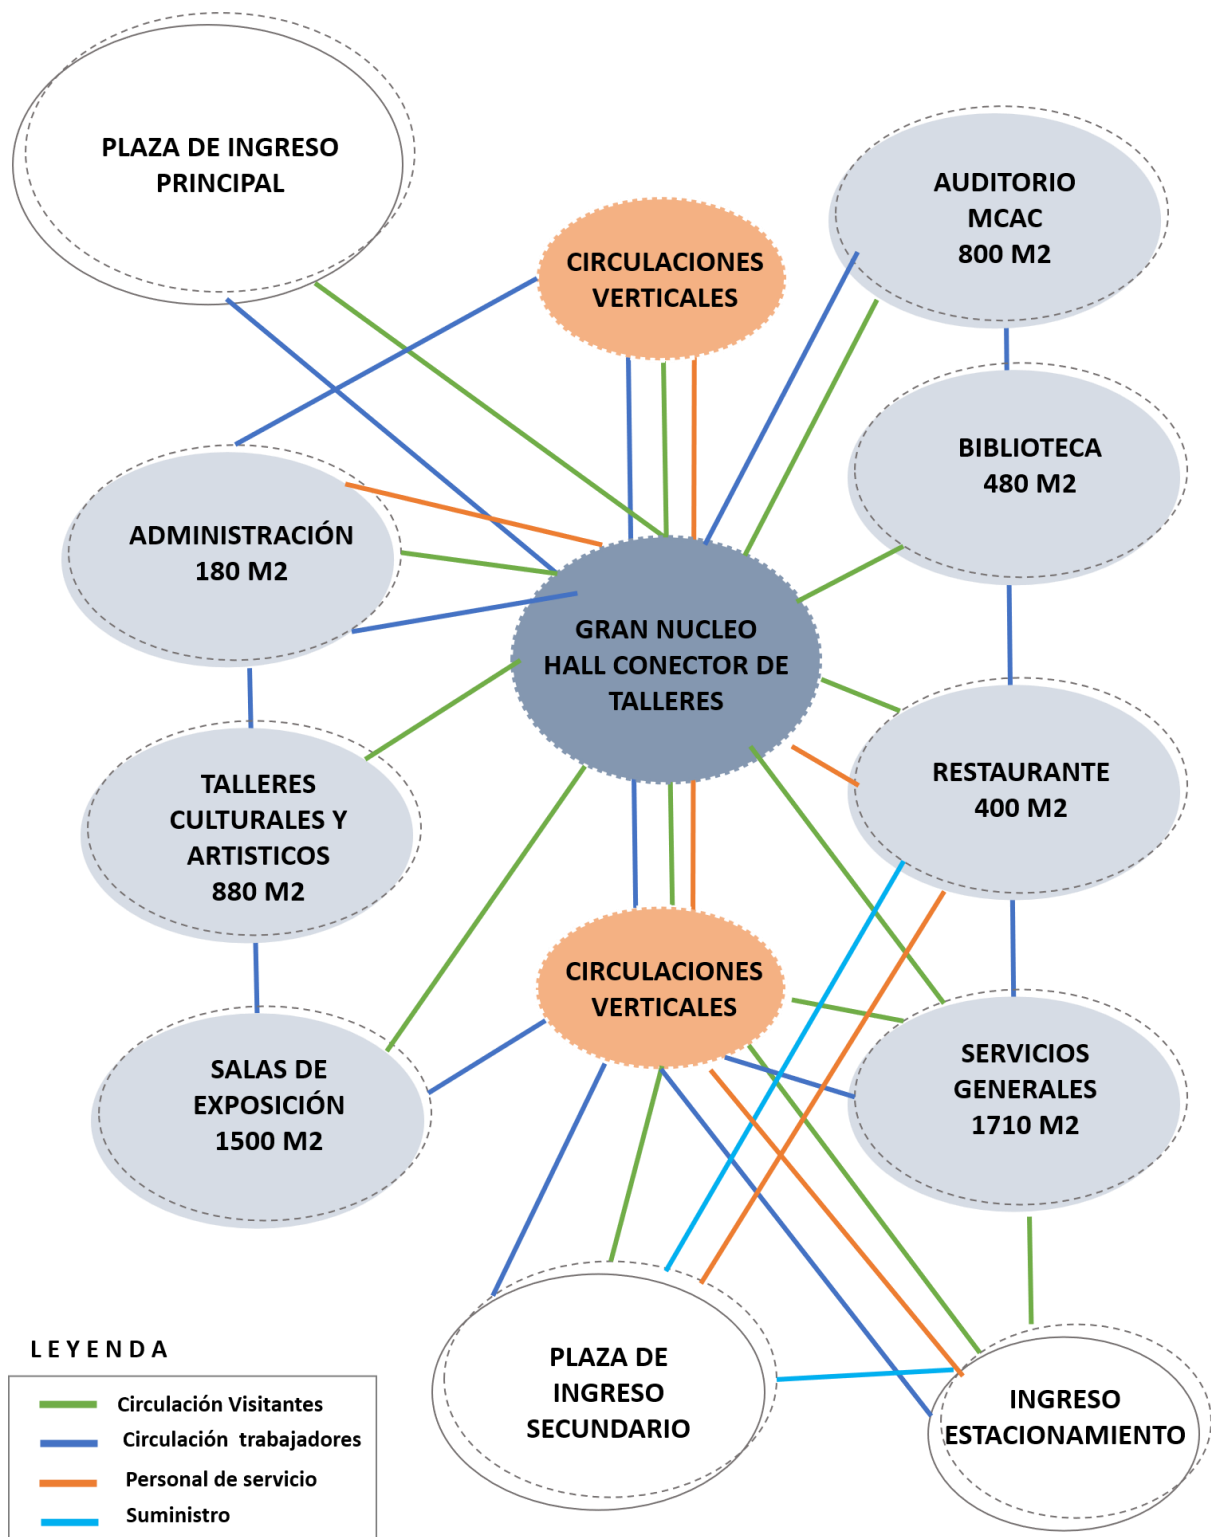 PLAZA DE INGRESO
PRINCIPAL
AUDITORIO
MCAC
800 M2
CIRCULACIONES
VERTICALES
BIBLIOTECA
480 M2
ADMINISTRACIÓN
180 M2
GRAN NUCLEO
HALL CONECTOR DE
TALLERES
RESTAURANTE
400 M2
TALLERES
CULTURALES Y
ARTISTICOS
880 M2
CIRCULACIONES
VERTICALES
SERVICIOS
GENERALES
1710 M2
SALAS DE
EXPOSICIÓN
1500 M2
PLAZA DE
INGRESO
SECUNDARIO
INGRESO
ESTACIONAMIENTO
LEYENDA
Circulación Visitantes
Circulación trabajadores
Personal de servicio
Suministro